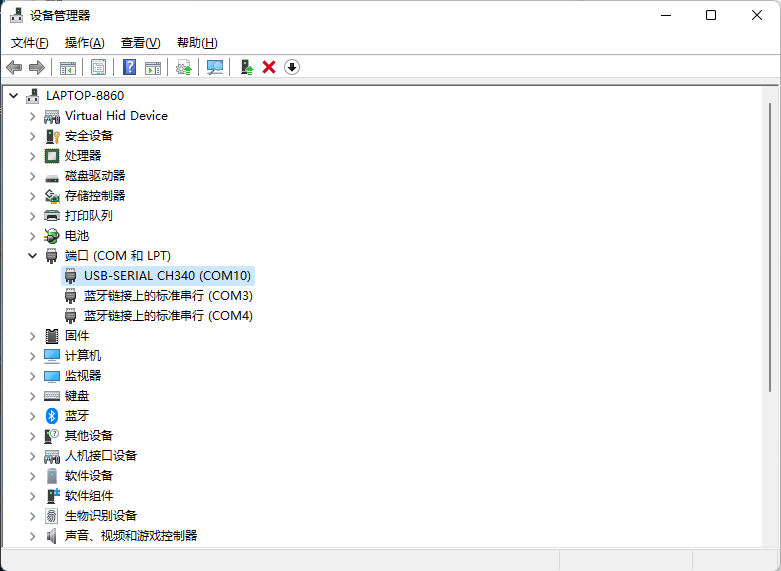 设备管理器
文件(F) 操作(A) 查看(V) 帮助(H)
LAPTOP-8860
Virtual Hid Device
安全设备
处理器
磁盘驱动器
存储控制器
打印队列
电池
端口 (COM 和 LPT)
USB-SERIAL CH340 (COM10)
蓝牙链接上的标准串行 (COM3)
蓝牙链接上的标准串行 (COM4)
固件
计算机
监视器
键盘
蓝牙
其他设备
人机接口设备
软件设备
软件组件
生物识别设备
声音、视频和游戏控制器